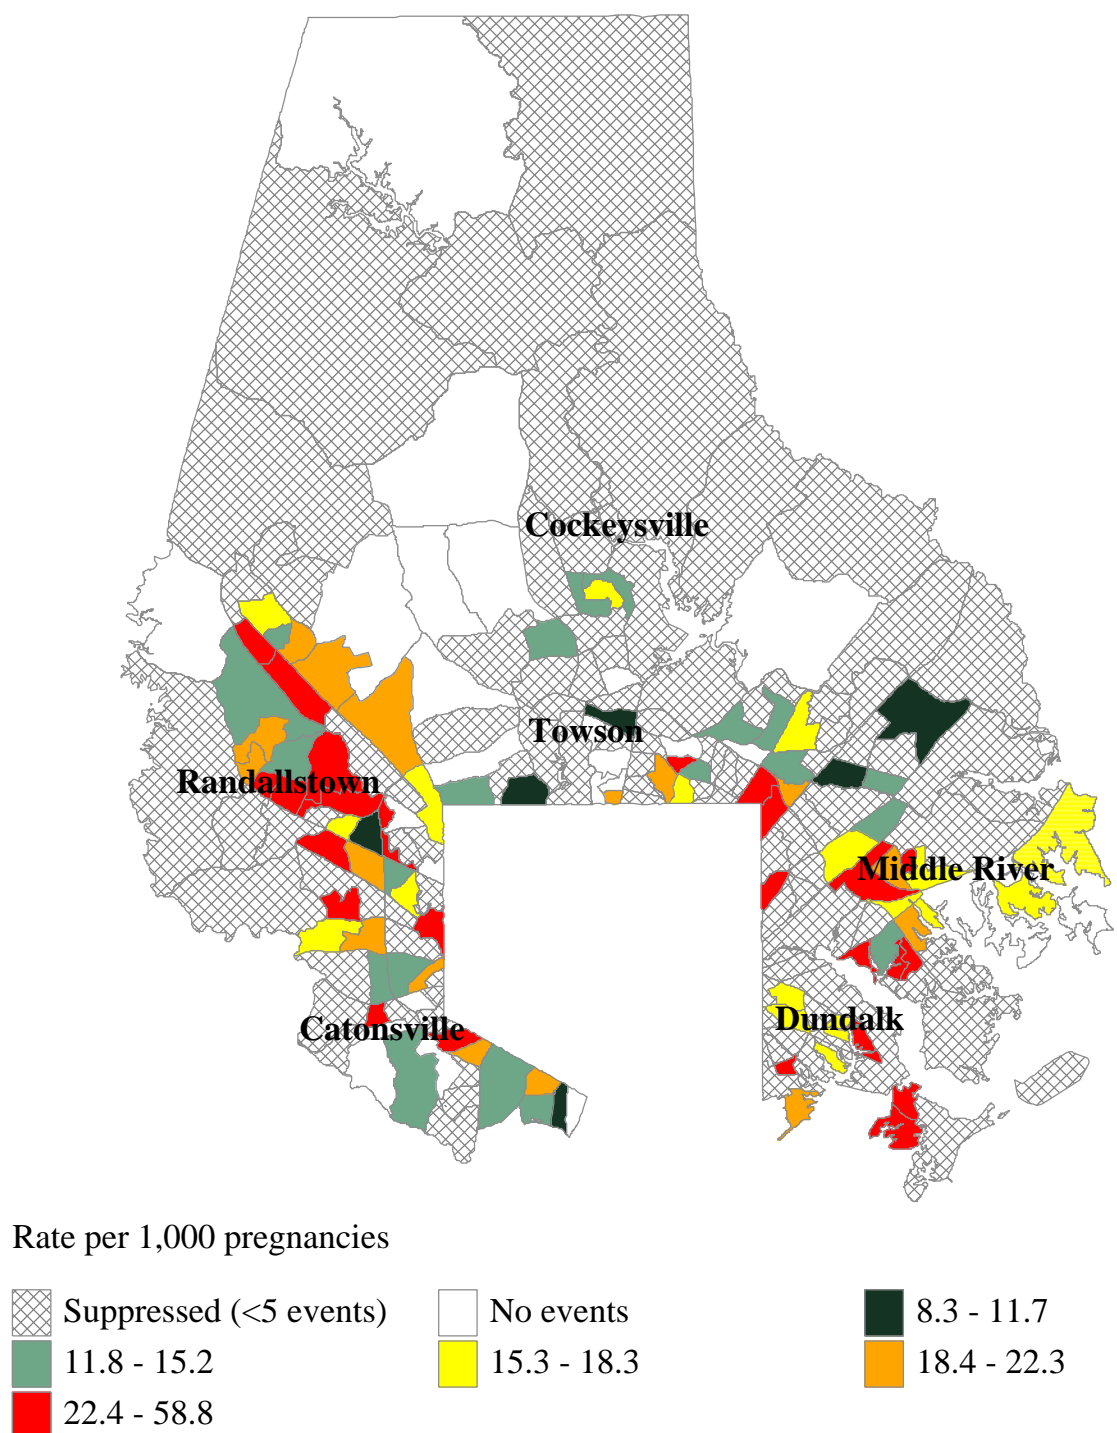 Cockeysville
Towson
Randallstown
Middle River
Dundalk
Catonsville
Rate per 1,000 pregnancies
Suppressed (<5 events) No events 8.3 - 11.7
11.8 - 15.2 15.3 - 18.3 18.4 - 22.3
22.4 - 58.8